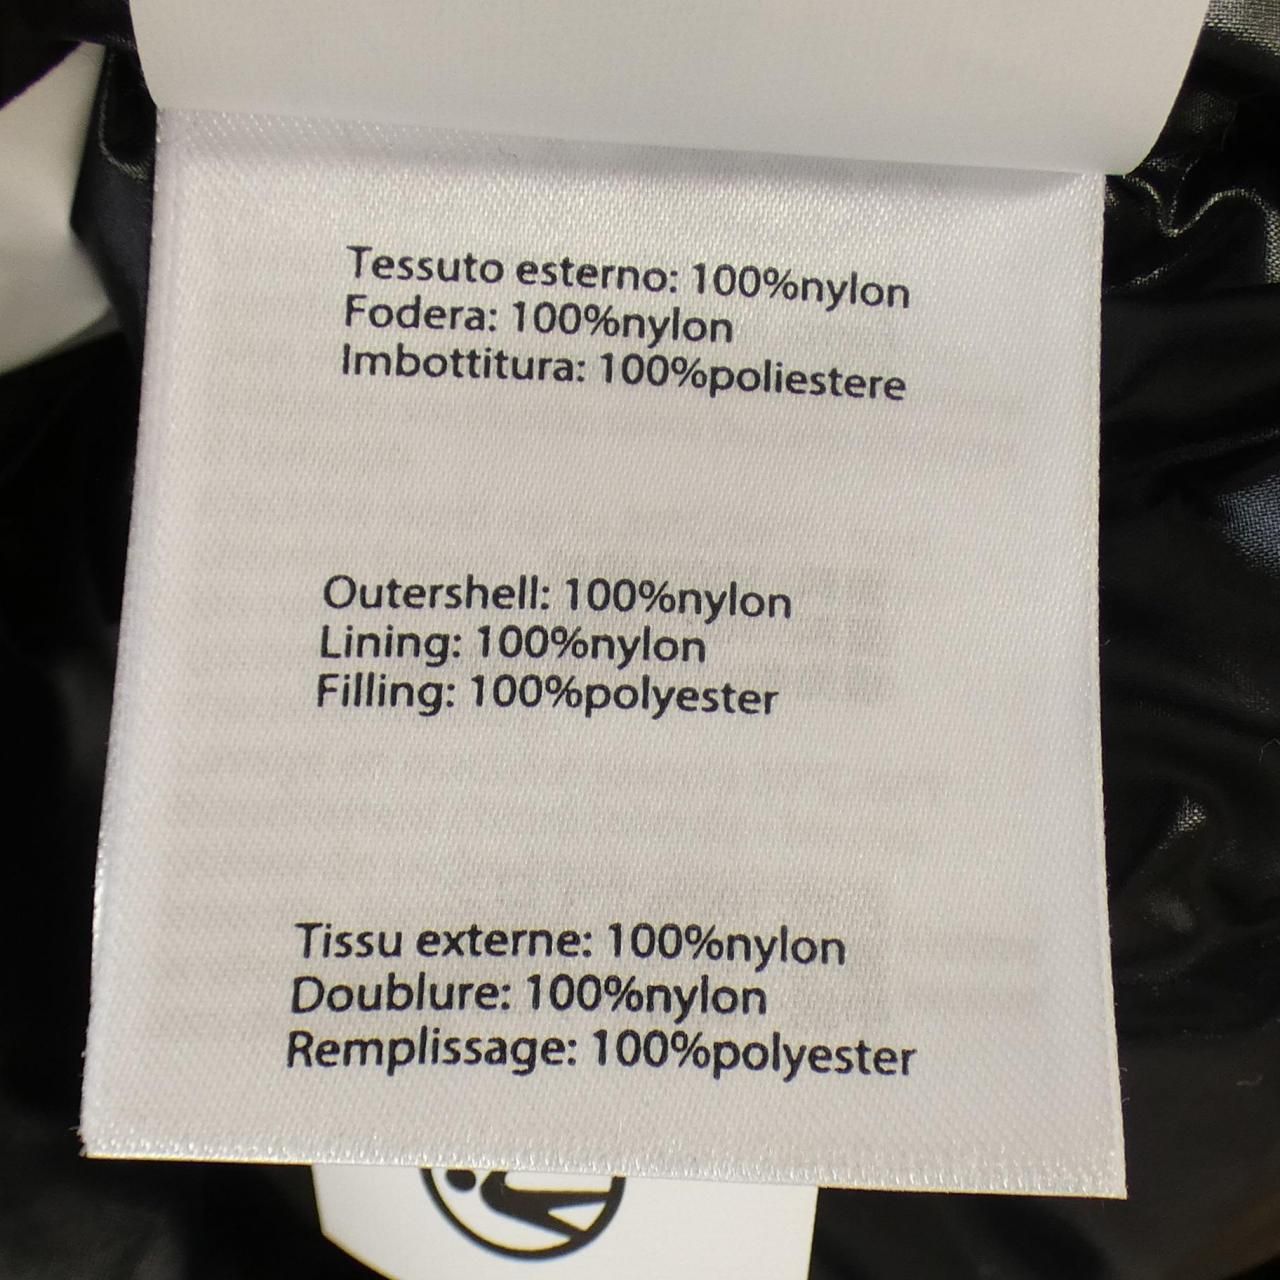 Tessuto esterno: 100%nylon
Fodera: 100%nylon
Imbottitura: 100%poliestere
Outershell: 100%nylon
Lining: 100%nylon
Filling: 100%polyester
Tissu externe: 100%nylon
Doublure: 100%nylon
Remplissage: 100%polyester